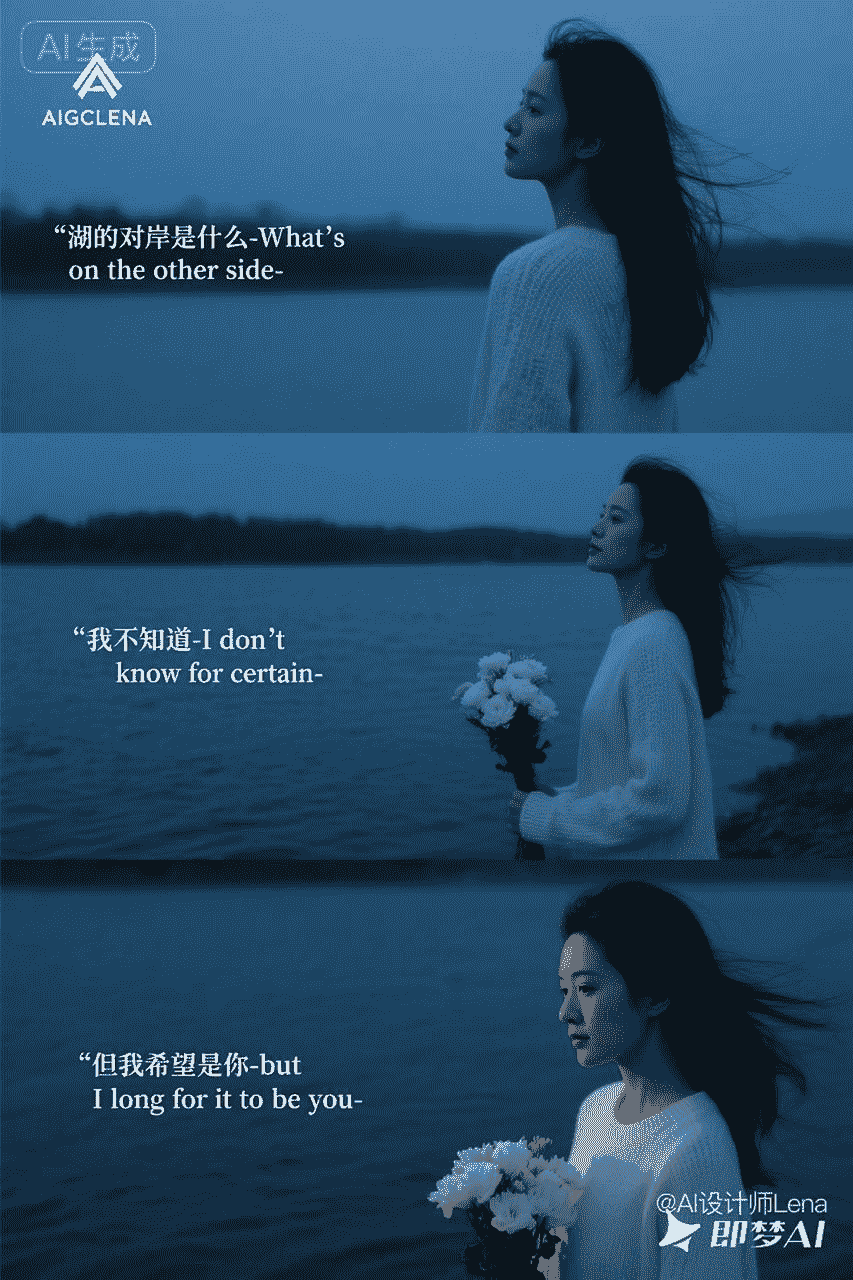 AI生成
AIGCLENA
“湖的对岸是什么-What’s
on the other side-
“我不知道-I don’t
know for certain-
“但我希望是你-but
I long for it to be you-
@AI设计师Lena
即梦AI